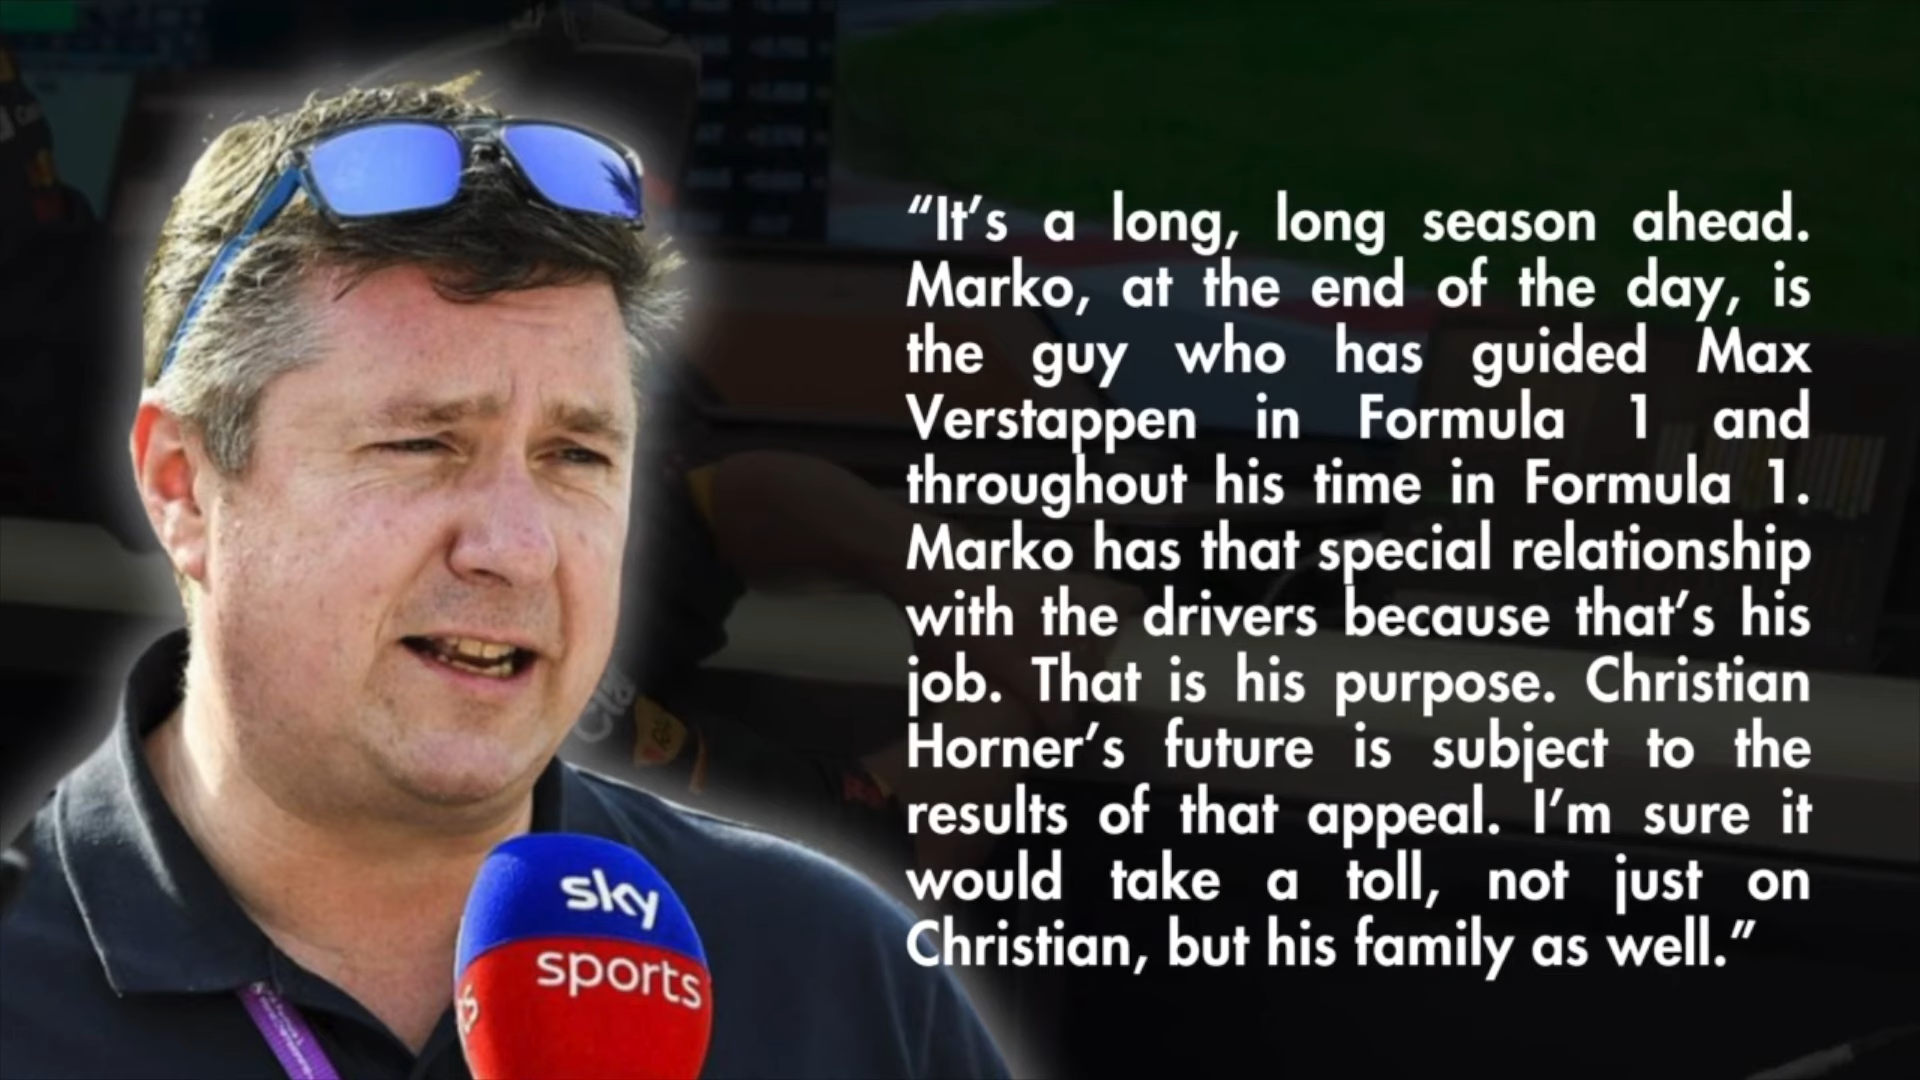 “It’s a long, long season ahead.
Marko, at the end of the day, is
the guy who has guided Max
Verstappen in Formula 1 and
throughout his time in Formula 1.
Marko has that special relationship
with the drivers because that’s his
job. That is his purpose. Christian
Horner’s future is subject to the
results of that appeal. I’m sure it
would take a toll, not just on
Christian, but his family as well.”
sky
sports